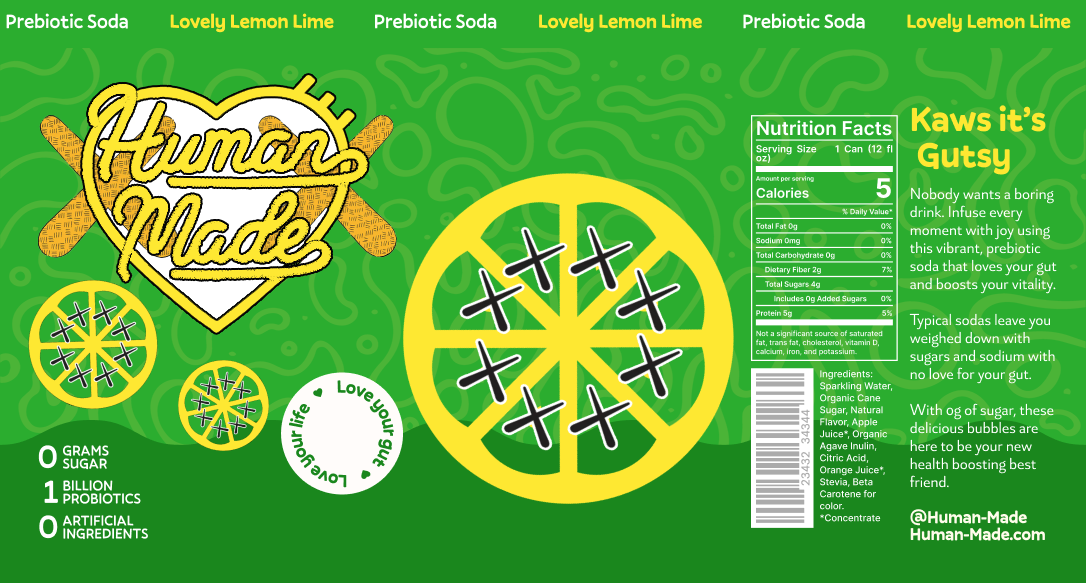 Prebiotic Soda Lovely Lemon Lime Prebiotic Soda Lovely Lemon Lime Prebiotic Soda Lovely Lemon Lime
Human
Made
0 GRAMS
SUGAR
1 BILLION
PROBIOTICS
0 ARTIFICIAL
INGREDIENTS
Love your gut
Love your life
Nutrition Facts
Serving Size 1 Can (12 fl
oz)
Amount per serving
Calories 5
% Daily Value*
Total Fat 0g 0%
Sodium 0mg 0%
Total Carbohydrate 0g 0%
Dietary Fiber 2g 7%
Total Sugars 4g
Includes 0g Added Sugars 0%
Protein 5g 5%
Not a significant source of saturated
fat, trans fat, cholesterol, vitamin D,
calcium, iron, and potassium.
23432 34344
Ingredients:
Sparkling Water,
Organic Cane
Sugar, Natural
Flavor, Apple
Juice*, Organic
Agave Inulin,
Citric Acid,
Orange Juice*,
Stevia, Beta
Carotene for
color.
*Concentrate
Kaws it's
Gutsy
Nobody wants a boring
drink. Infuse every
moment with joy using
this vibrant, prebiotic
soda that loves your gut
and boosts your vitality.
Typical sodas leave you
weighed down with
sugars and sodium with
no love for your gut.
With og of sugar, these
delicious bubbles are
here to be your new
health boosting best
friend.
@Human-Made
Human-Made.com